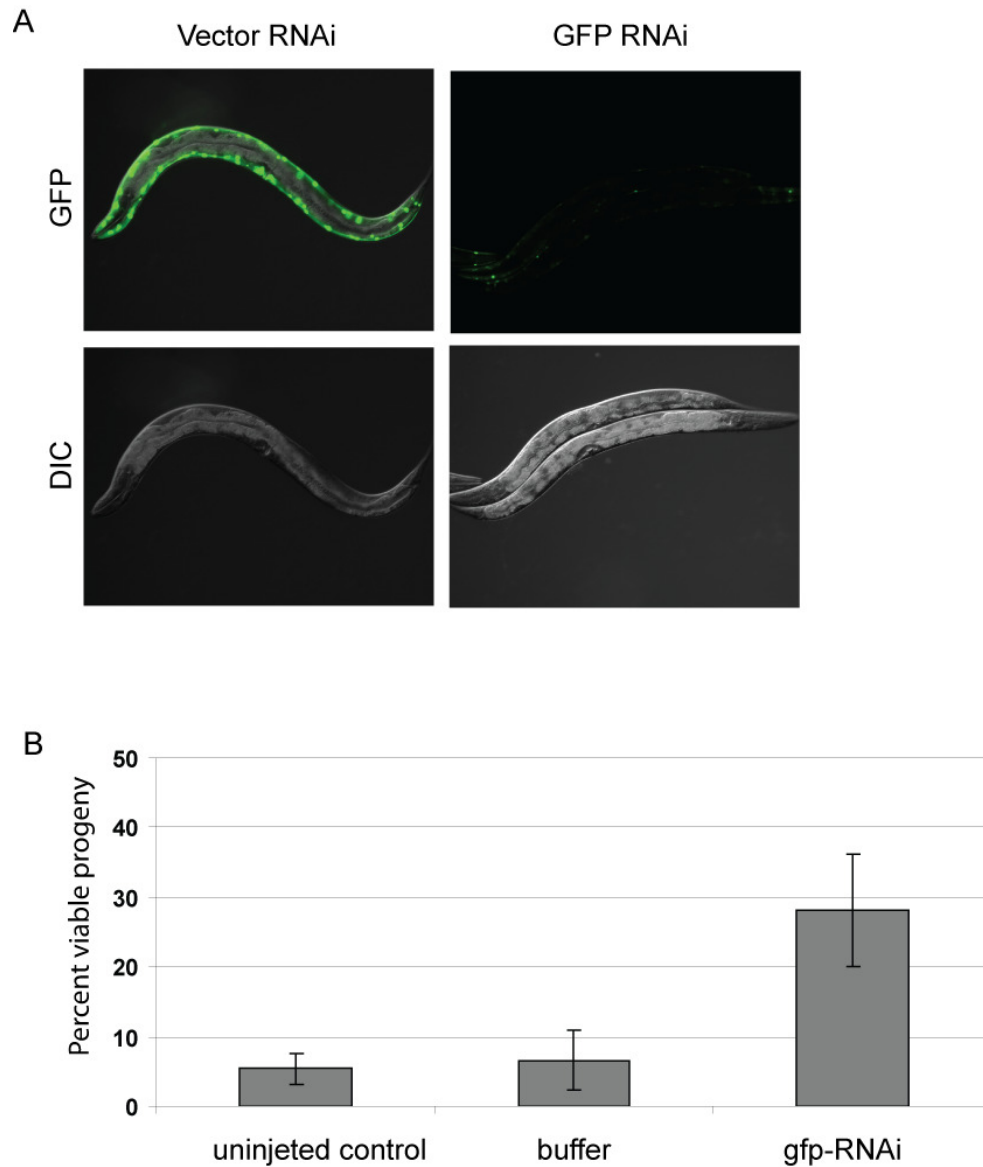 A
Vector RNAi
GFP RNAi
GFP
DIC
B
Percent viable progeny
50
40
30
20
10
0
uninjeted control
buffer
gfp-RNAi